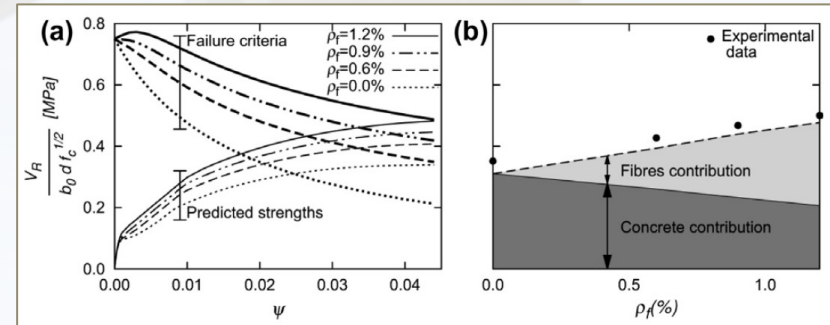 (a)
Failure criteria
ρf=1.2%
ρf=0.9%
ρf=0.6%
ρf=0.0%
Predicted strengths
VR
b0 d fc^1/2
[MPa]
0.8
0.6
0.4
0.2
0.0
0.00 0.01 0.02 0.03 0.04
ψ
(b)
Experimental
data
Fibres contribution
Concrete contribution
0.0 0.5 1.0
ρf(%)